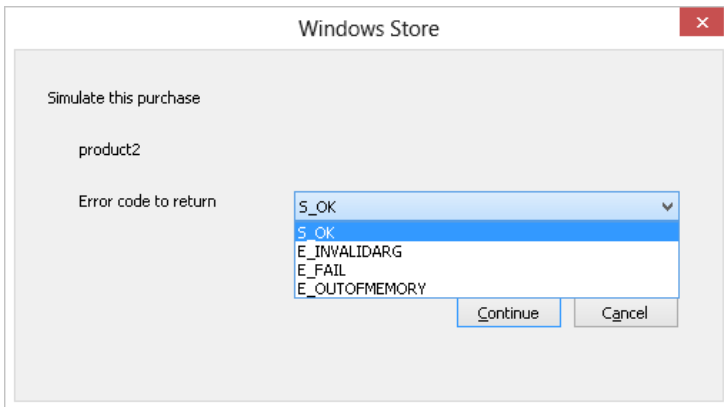 Windows Store
Simulate this purchase
product2
Error code to return
S_OK
S_OK
E_INVALIDARG
E_FAIL
E_OUTOFMEMORY
Continue
Cancel